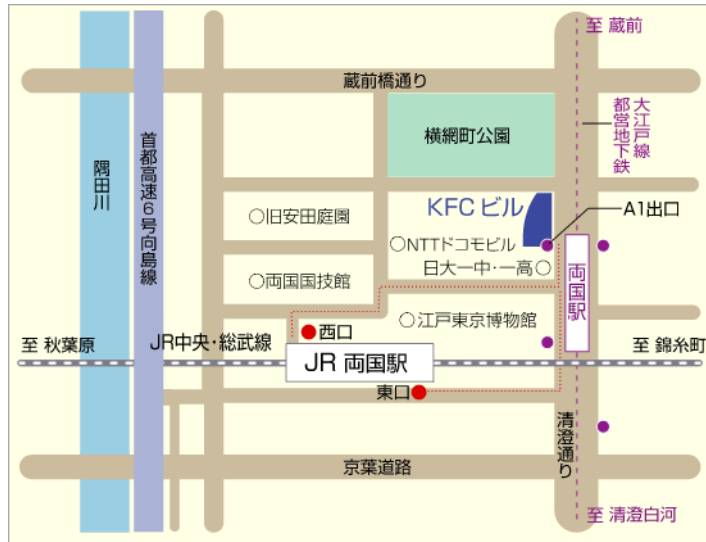 至 蔵前
蔵前橋通り
大江戸線
都営地下鉄
隅田川
首都高速6号向島線
横網町公園
KFC ビル
A1出口
○旧安田庭園
○NTTドコモビル
日大一中・一高○
○両国国技館
両国駅
○江戸東京博物館
西口
至 秋葉原
JR中央・総武線
JR 両国駅
至 錦糸町
東口
清澄通り
京葉道路
至 清澄白河